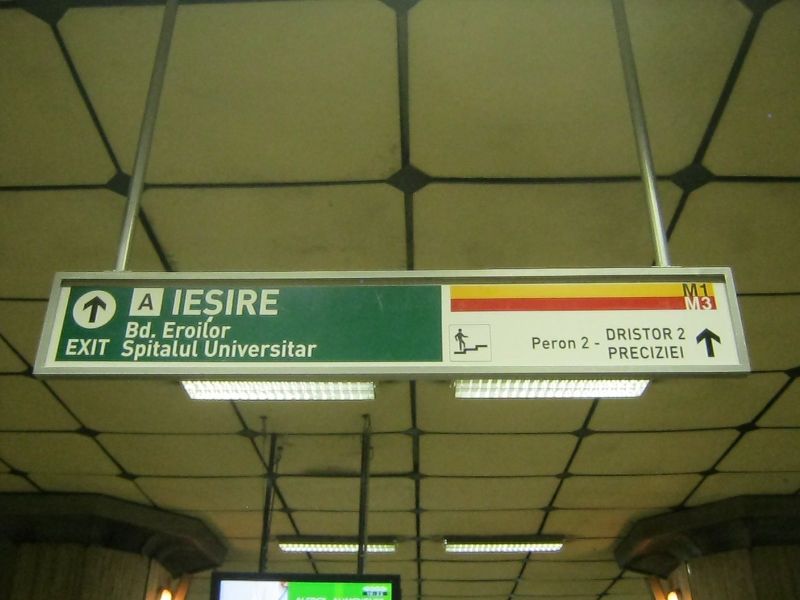 A IEȘIRE
Bd. Eroilor
EXIT Spitalul Universitar
M1
M3
Peron 2 - DRISTOR 2
PRECIZIEI